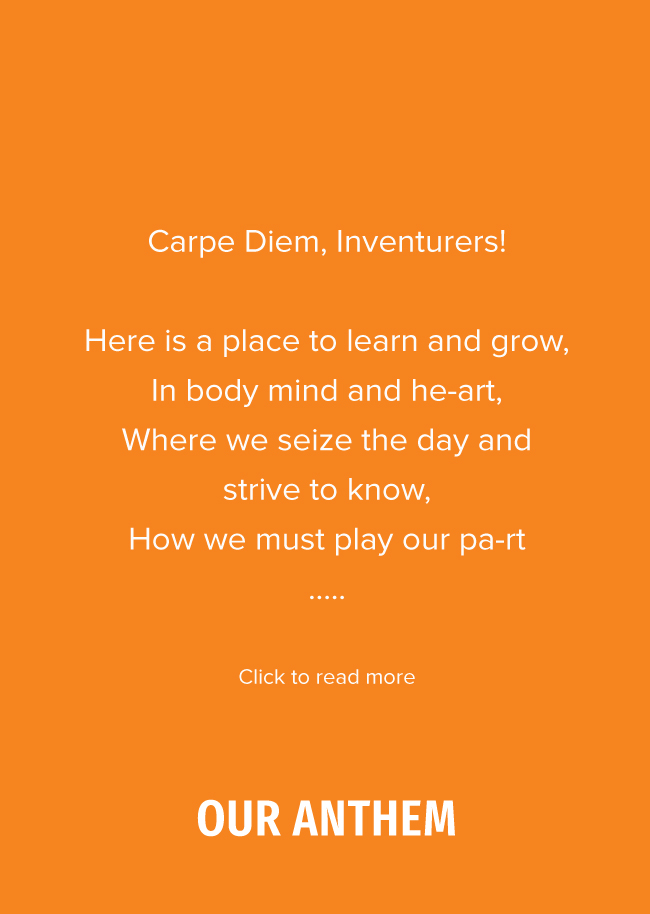 Carpe Diem, Inventurers!
Here is a place to learn and grow,
In body mind and he-art,
Where we seize the day and
strive to know,
How we must play our pa-rt
.....
Click to read more
OUR ANTHEM